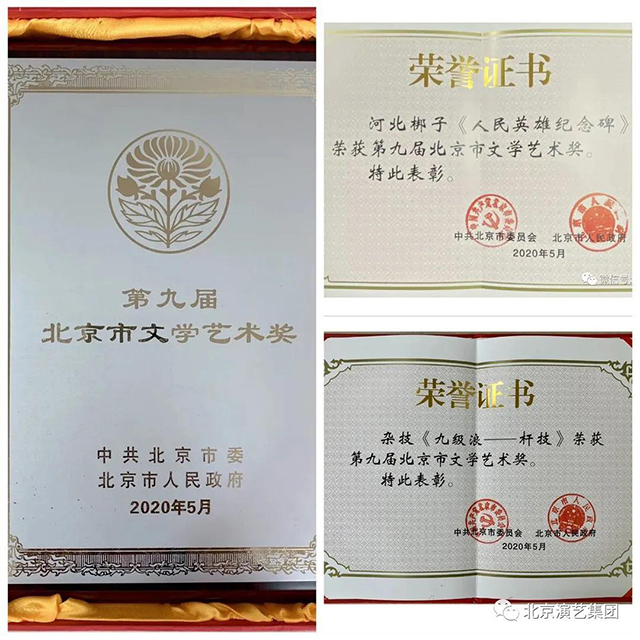 第九届
北京市文学艺术奖
中共北京市委
北京市人民政府
2020年5月
荣誉证书
河北梆子《人民英雄纪念碑》
荣获第九届北京市文学艺术奖。
特此表彰。
中共北京市委员会 北京市人民政府
2020年5月
微信号
荣誉证书
杂技《九级浪——杆技》荣获
第九届北京市文学艺术奖。
特此表彰。
中共北京市委员会 北京市人民政府
2020年5月
北京演艺集团